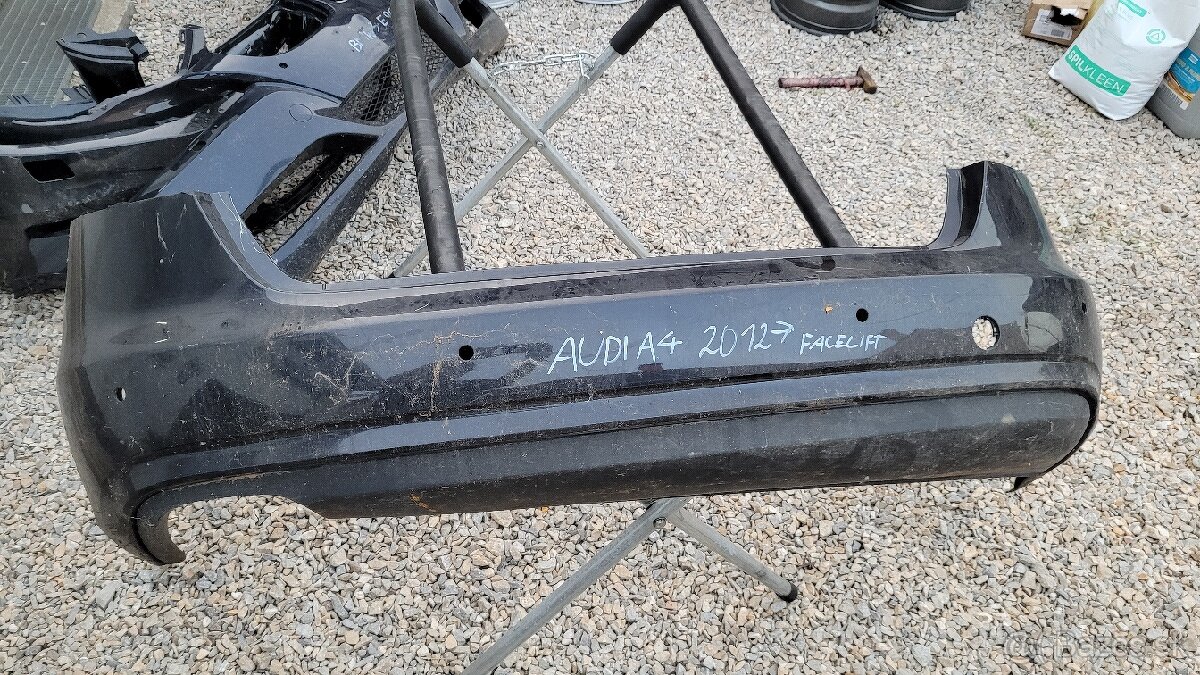 AUDI A4 2012→ FACELIFT
SPILKLEEN